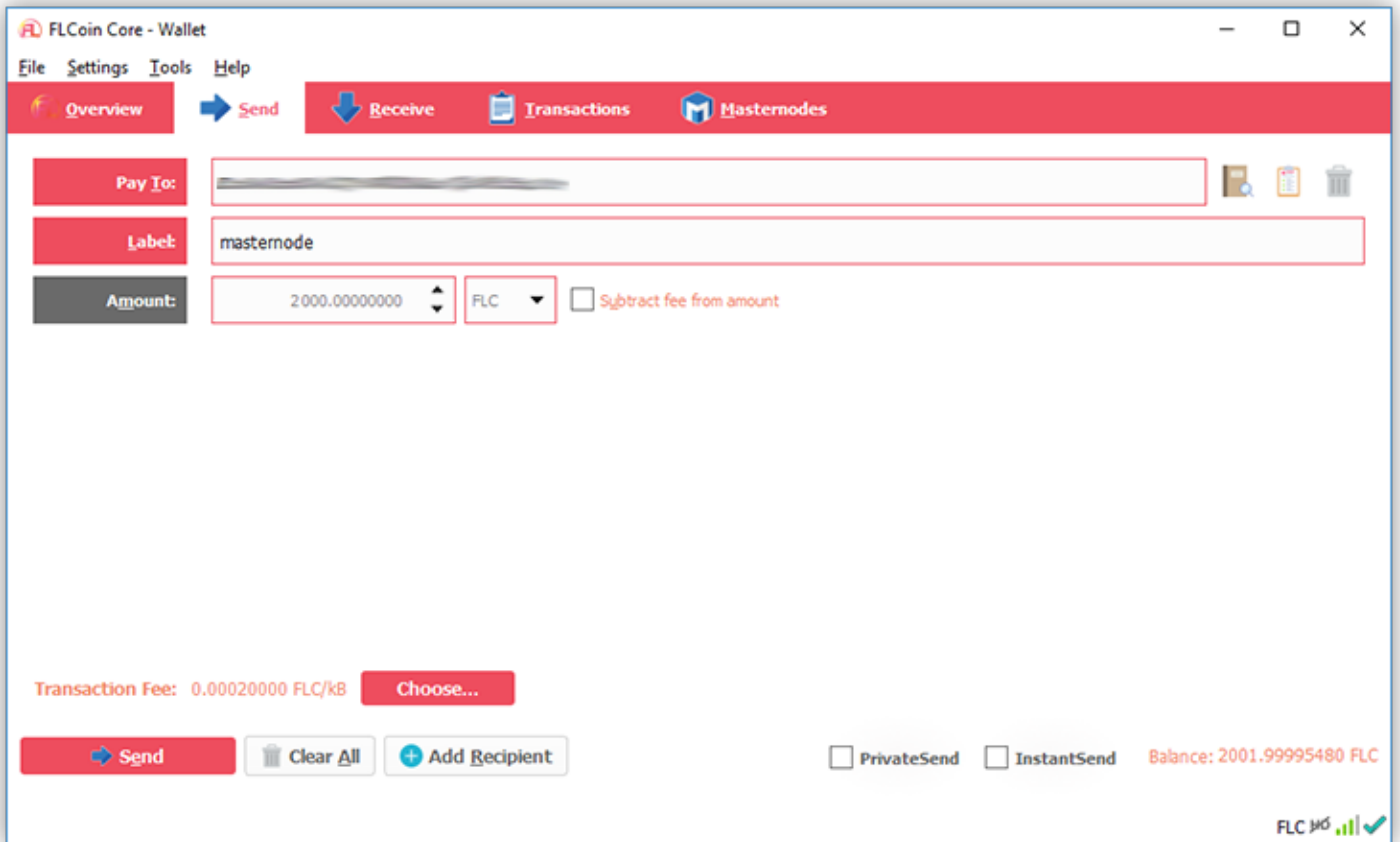 FLCoin Core - Wallet
File Settings Tools Help
Overview Send Receive Transactions Masternodes
Pay To:
Label: masternode
Amount: 2000.00000000 FLC Subtract fee from amount
Transaction Fee: 0.00020000 FLC/kB Choose...
Send Clear All Add Recipient PrivateSend InstantSend Balance: 2001.99995480 FLC
FLC